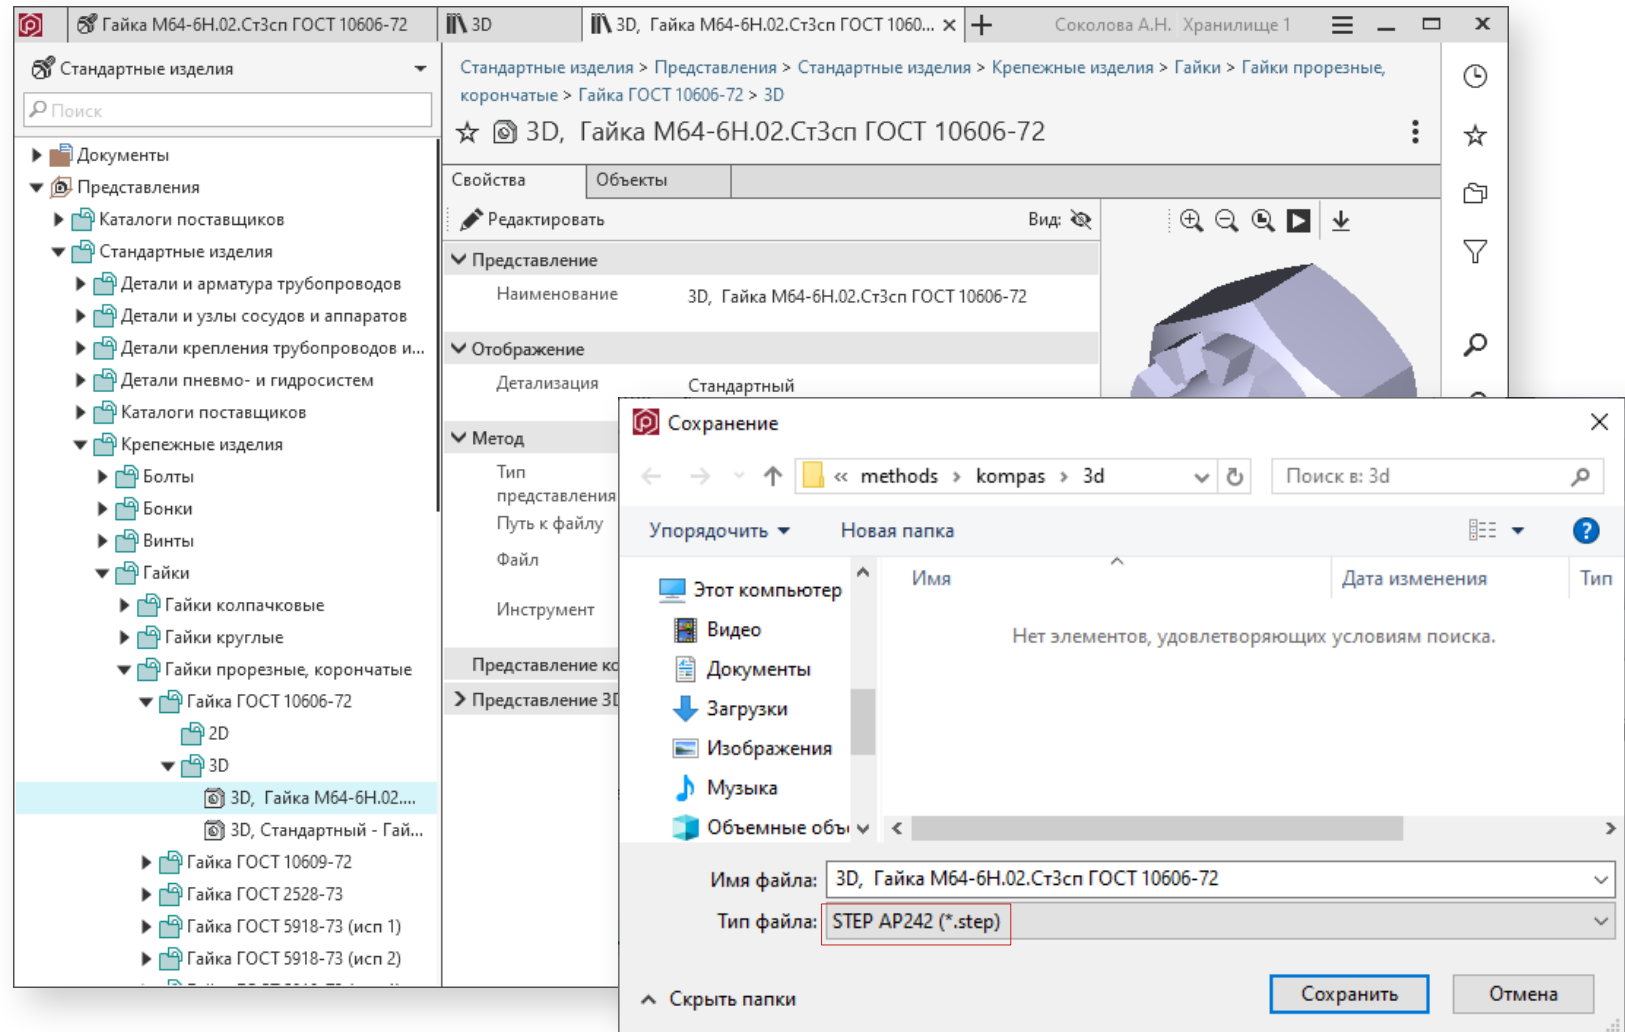 Гайка М64-6Н.02.Ст3сп ГОСТ 10606-72
3D
3D, Гайка М64-6Н.02.Ст3сп ГОСТ 1060...
Соколова А.Н. Хранилище 1
Стандартные изделия
Поиск
Документы
Представления
Каталоги поставщиков
Стандартные изделия
Детали и арматура трубопроводов
Детали и узлы сосудов и аппаратов
Детали крепления трубопроводов и...
Детали пневмо- и гидросистем
Каталоги поставщиков
Крепежные изделия
Болты
Бонки
Винты
Гайки
Гайки колпачковые
Гайки круглые
Гайки прорезные, корончатые
Гайка ГОСТ 10606-72
2D
3D
3D, Гайка М64-6Н.02....
3D, Стандартный - Гай...
Гайка ГОСТ 10609-72
Гайка ГОСТ 2528-73
Гайка ГОСТ 5918-73 (исп 1)
Гайка ГОСТ 5918-73 (исп 2)
Стандартные изделия > Представления > Стандартные изделия > Крепежные изделия > Гайки > Гайки прорезные,
корончатые > Гайка ГОСТ 10606-72 > 3D
3D, Гайка М64-6Н.02.Ст3сп ГОСТ 10606-72
Свойства
Объекты
Редактировать
Вид:
Представление
Наименование
3D, Гайка М64-6Н.02.Ст3сп ГОСТ 10606-72
Отображение
Детализация
Стандартный
Метод
Тип
представления
Путь к файлу
Файл
Инструмент
Представление
Представление 3D
Сохранение
« methods > kompas > 3d
Поиск в: 3d
Упорядочить
Новая папка
?
Имя
Дата изменения
Тип
Этот компьютер
Видео
Документы
Загрузки
Изображения
Музыка
Объемные
Нет элементов, удовлетворяющих условиям поиска.
Имя файла:
3D, Гайка М64-6Н.02.Ст3сп ГОСТ 10606-72
Тип файла:
STEP AP242 (*.step)
Скрыть папки
Сохранить
Отмена